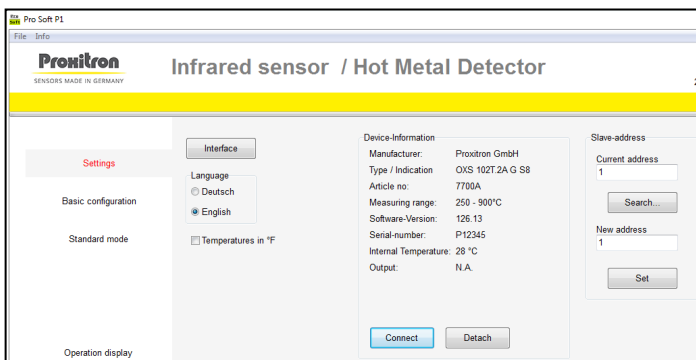 Pro Soft P1
File Info
Proxitron
SENSORS MADE IN GERMANY
Infrared sensor / Hot Metal Detector
Settings
Basic configuration
Standard mode
Operation display
Interface
Language
Deutsch
English
Temperatures in °F
Device-Information
Manufacturer: Proxitron GmbH
Type / Indication OXS 102T.2A G S8
Article no: 7700A
Measuring range: 250 - 900°C
Software-Version: 126.13
Serial-number: P12345
Internal Temperature: 28 °C
Output: N.A.
Connect Detach
Slave-address
Current address
1
Search...
New address
1
Set